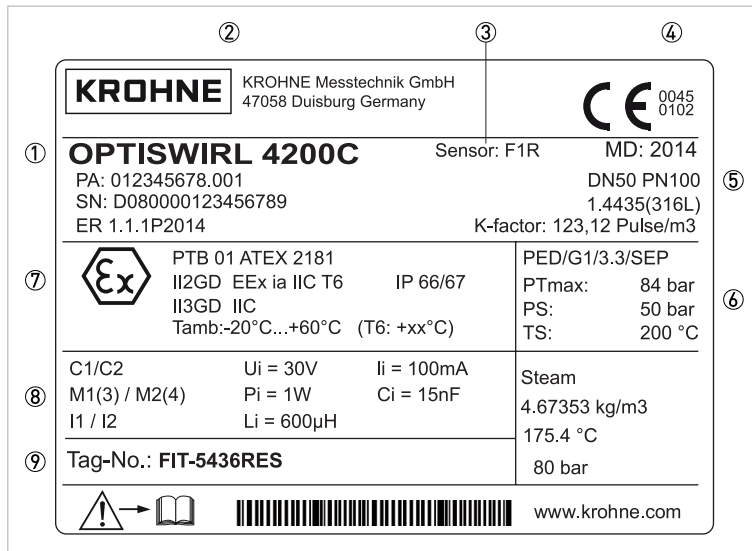 ② ③ ④
KROHNE
KROHNE Messtechnik GmbH
47058 Duisburg Germany
CE 0045
0102
① OPTISWIRL 4200C Sensor: F1R MD: 2014
PA: 012345678.001 DN50 PN100 ⑤
SN: D080000123456789 1.4435(316L)
ER 1.1.1P2014 K-factor: 123,12 Pulse/m3
⑦ Ex
PTB 01 ATEX 2181
II2GD EEx ia IIC T6 IP 66/67
II3GD IIC
Tamb:-20°C...+60°C (T6: +xx°C)
PED/G1/3.3/SEP
PTmax: 84 bar
PS: 50 bar ⑥
TS: 200 °C
C1/C2 Ui = 30V Ii = 100mA
⑧ M1(3) / M2(4) Pi = 1W Ci = 15nF
I1 / I2 Li = 600µH
Steam
4.67353 kg/m3
175.4 °C
80 bar
⑨ Tag-No.: FIT-5436RES
www.krohne.com